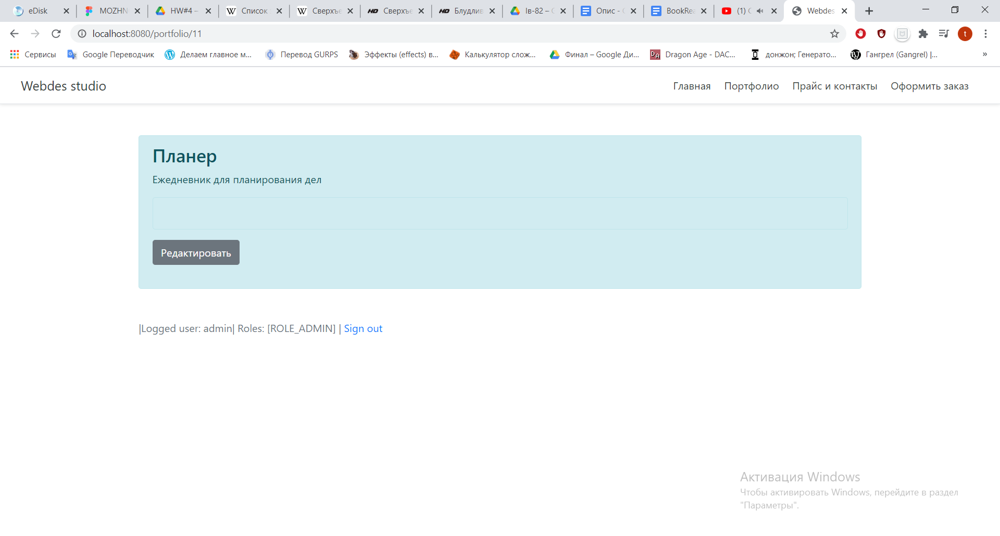 eDisk
MOZHN
HW#4 –
Список
Сверхъе
Сверхъе
Блудлив
Ів-82 – С
Опис -
BookRea
(1) С
Webdes
localhost:8080/portfolio/11
t
Сервисы
Google Переводчик
Делаем главное м...
Перевод GURPS
Эффекты (effects) в...
Калькулятор слож...
Финал – Google Ди...
Dragon Age - DAC...
донжон; Генерато...
Гангрел (Gangrel) |...
»
Webdes studio
Главная
Портфолио
Прайс и контакты
Оформить заказ
Планер
Ежедневник для планирования дел
Редактировать
|Logged user: admin| Roles: [ROLE_ADMIN] | Sign out
Активация Windows
Чтобы активировать Windows, перейдите в раздел
"Параметры".